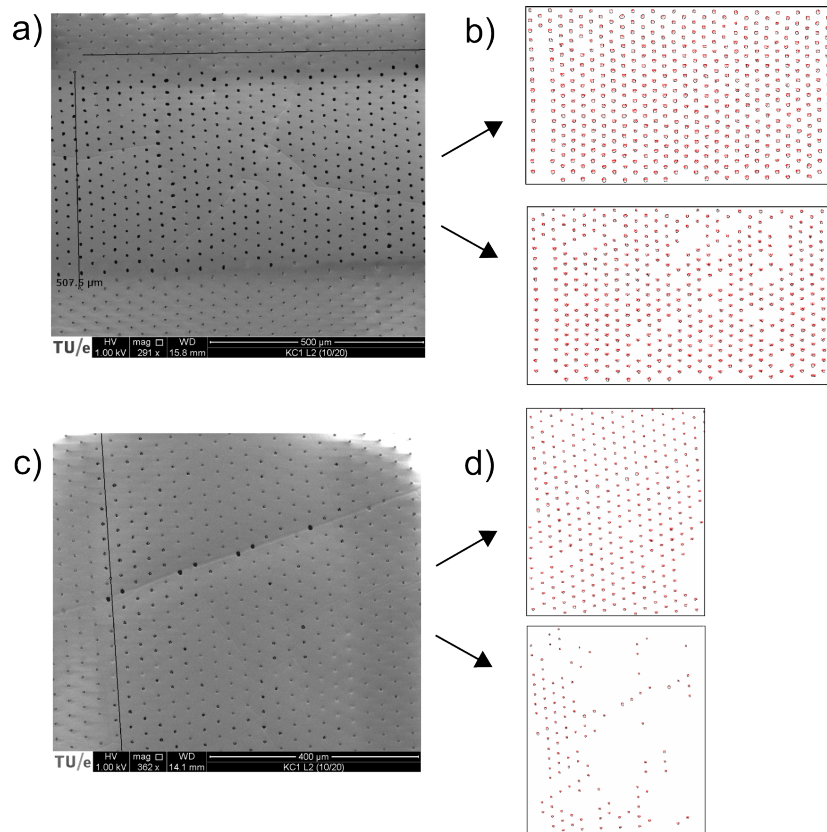 a)
b)
507.5 µm
TU/e
HV
mag
WD
500 µm
1.00 kV
291 x
15.8 mm
KC1 L2 (10/20)
c)
d)
TU/e
HV
mag
WD
400 µm
1.00 kV
362 x
14.1 mm
KC1 L2 (10/20)